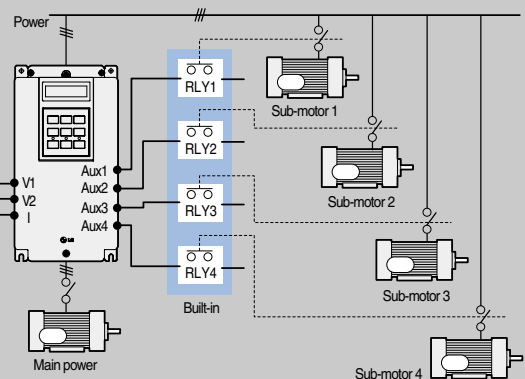 Power
RLY1
Sub-motor 1
Aux1
Aux2
Aux3
Aux4
V1
V2
I
LG
RLY2
Sub-motor 2
RLY3
Sub-motor 3
RLY4
Built-in
Main power
Sub-motor 4